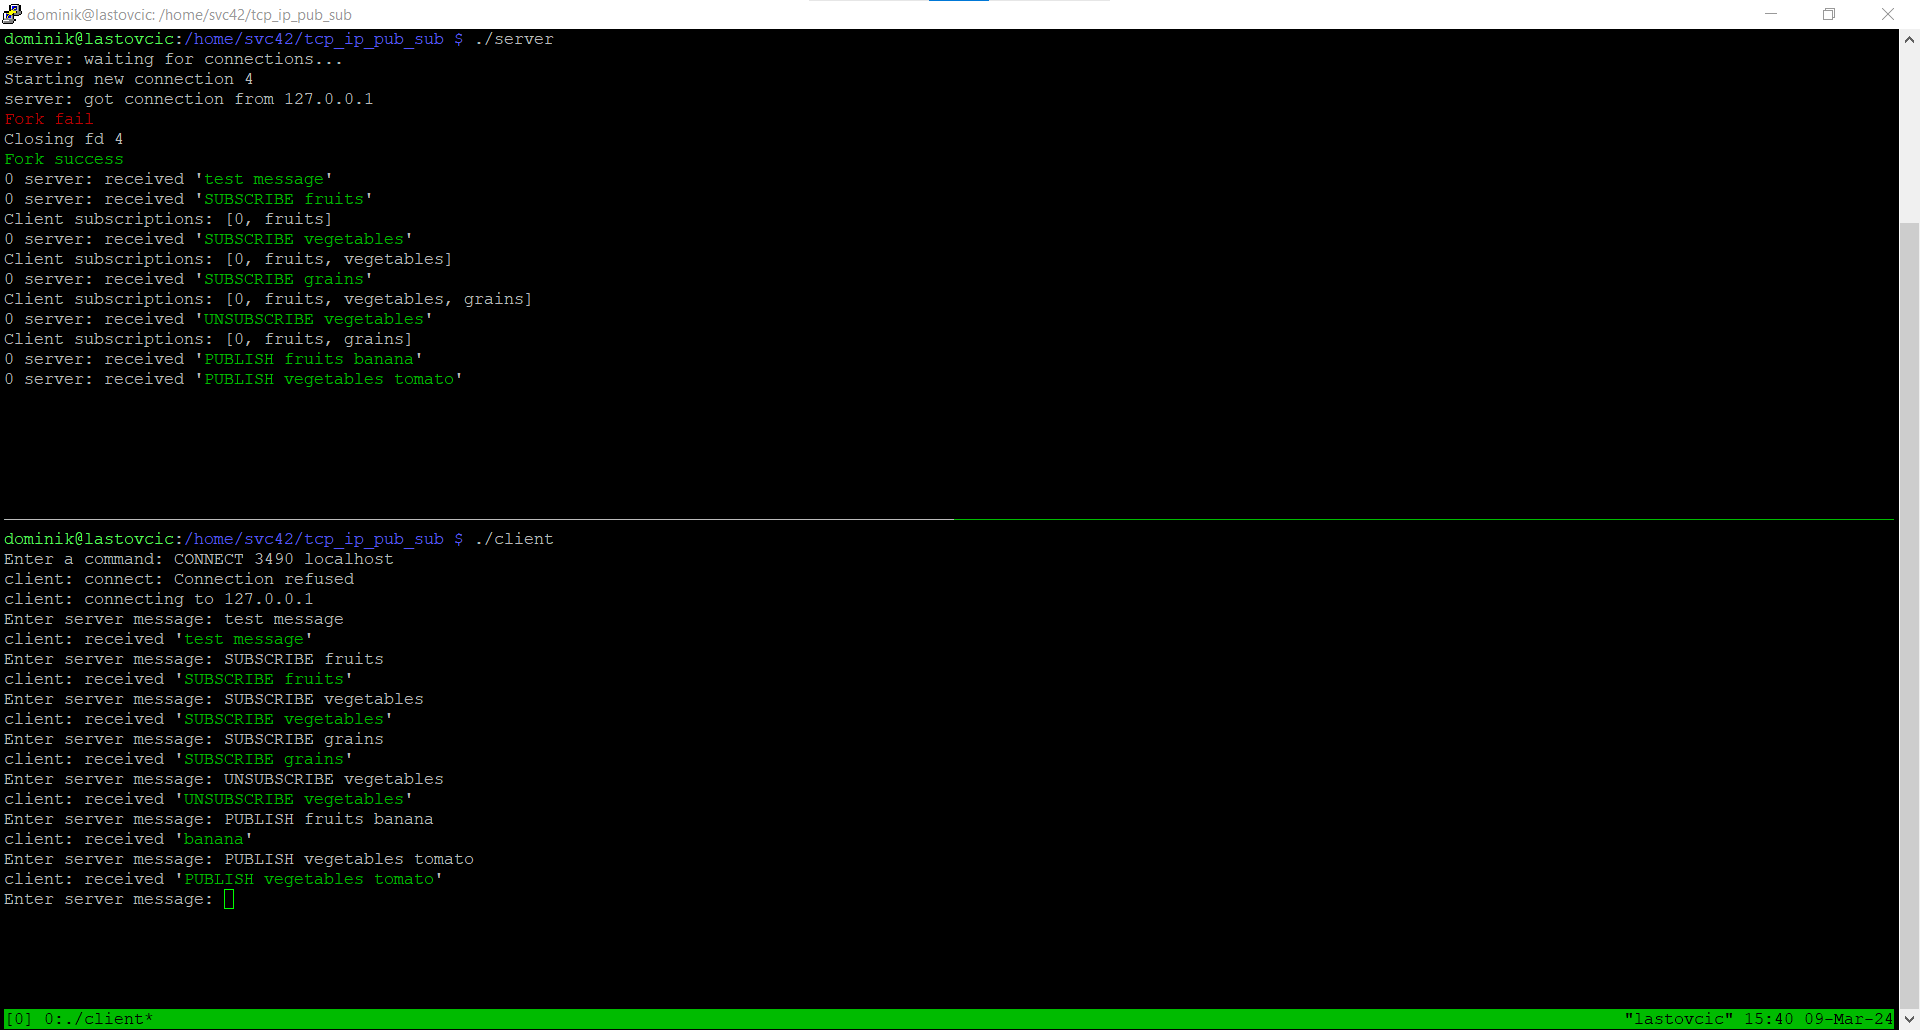 dominik@lastovcic: /home/svc42/tcp_ip_pub_sub
dominik@lastovcic:/home/svc42/tcp_ip_pub_sub $ ./server
server: waiting for connections...
Starting new connection 4
server: got connection from 127.0.0.1
Fork fail
Closing fd 4
Fork success
0 server: received 'test message'
0 server: received 'SUBSCRIBE fruits'
Client subscriptions: [0, fruits]
0 server: received 'SUBSCRIBE vegetables'
Client subscriptions: [0, fruits, vegetables]
0 server: received 'SUBSCRIBE grains'
Client subscriptions: [0, fruits, vegetables, grains]
0 server: received 'UNSUBSCRIBE vegetables'
Client subscriptions: [0, fruits, grains]
0 server: received 'PUBLISH fruits banana'
0 server: received 'PUBLISH vegetables tomato'
dominik@lastovcic:/home/svc42/tcp_ip_pub_sub $ ./client
Enter a command: CONNECT 3490 localhost
client: connect: Connection refused
client: connecting to 127.0.0.1
Enter server message: test message
client: received 'test message'
Enter server message: SUBSCRIBE fruits
client: received 'SUBSCRIBE fruits'
Enter server message: SUBSCRIBE vegetables
client: received 'SUBSCRIBE vegetables'
Enter server message: SUBSCRIBE grains
client: received 'SUBSCRIBE grains'
Enter server message: UNSUBSCRIBE vegetables
client: received 'UNSUBSCRIBE vegetables'
Enter server message: PUBLISH fruits banana
client: received 'banana'
Enter server message: PUBLISH vegetables tomato
client: received 'PUBLISH vegetables tomato'
Enter server message:
[0] 0:./client* "lastovcic" 15:40 09-Mar-24